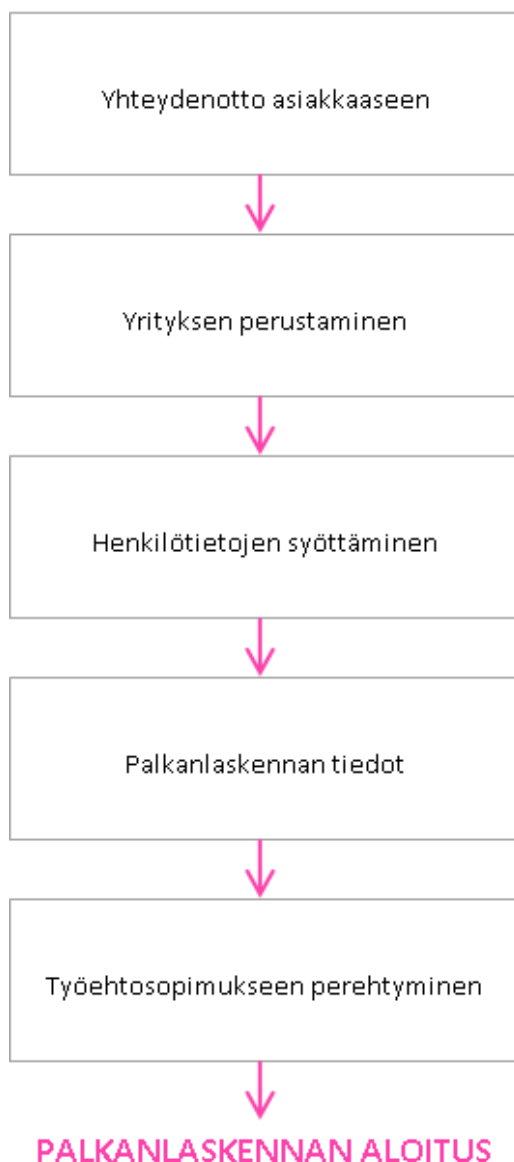 Yhteydenotto asiakkaaseen
Yrityksen perustaminen
Henkilötietojen syöttäminen
Palkanlaskennan tiedot
Työehtosopimukseen perehtyminen
PALKANLASKENNAN ALOITUS